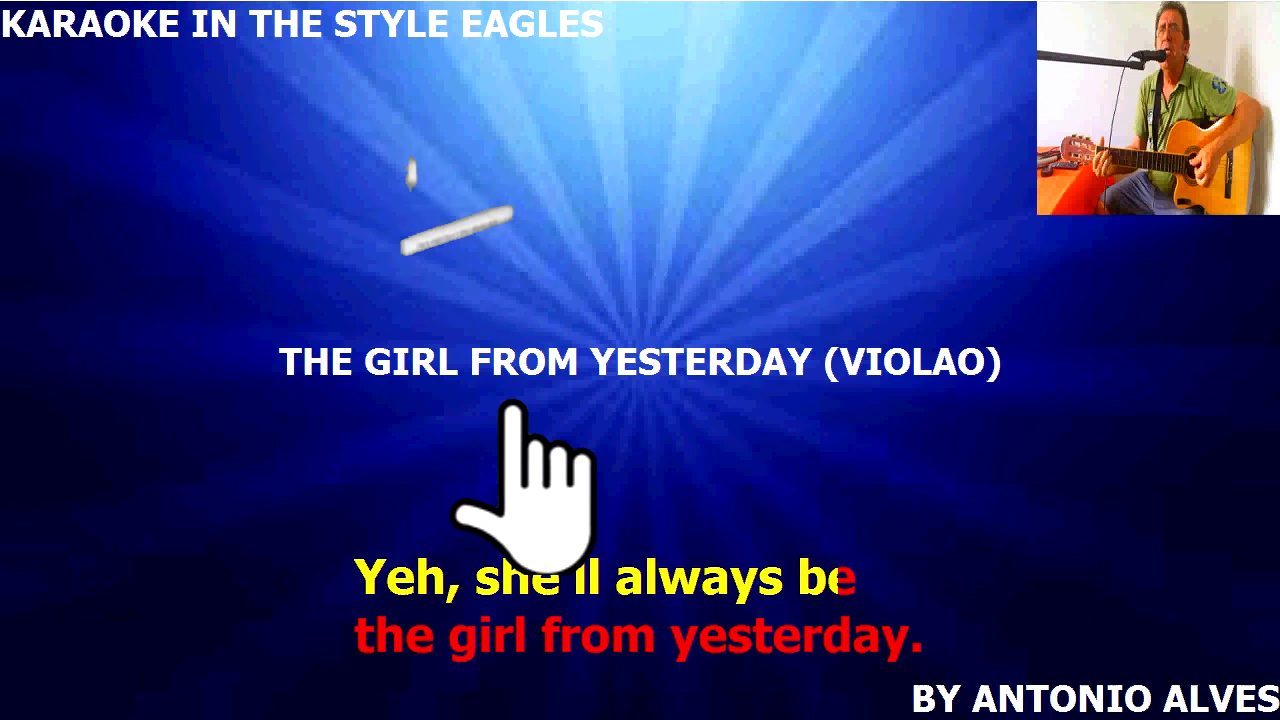 KARAOKE IN THE STYLE EAGLES
THE GIRL FROM YESTERDAY (VIOLAO)
Yeh, she'll always be
the girl from yesterday.
BY ANTONIO ALVES